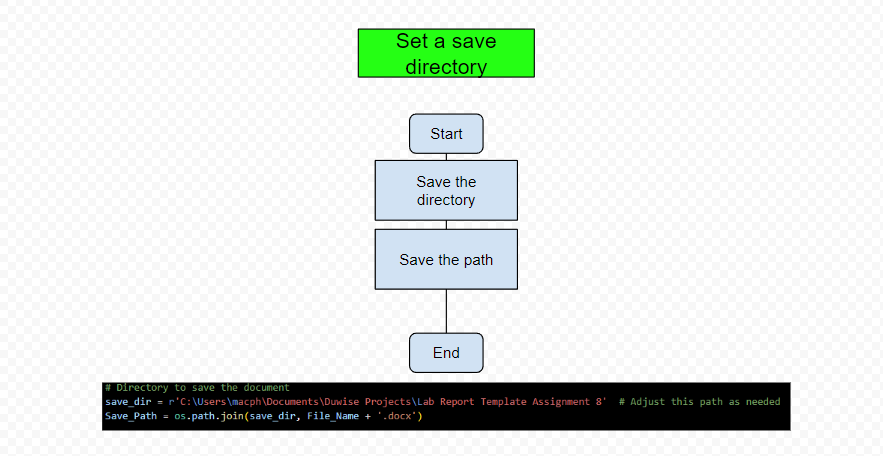 Set a save
directory
Start
Save the
directory
Save the path
End
# Directory to save the document
save_dir = r'C:\Users\macph\Documents\Duwise Projects\Lab Report Template Assignment 8'  # Adjust this path as needed
Save_Path = os.path.join(save_dir, File_Name + '.docx')